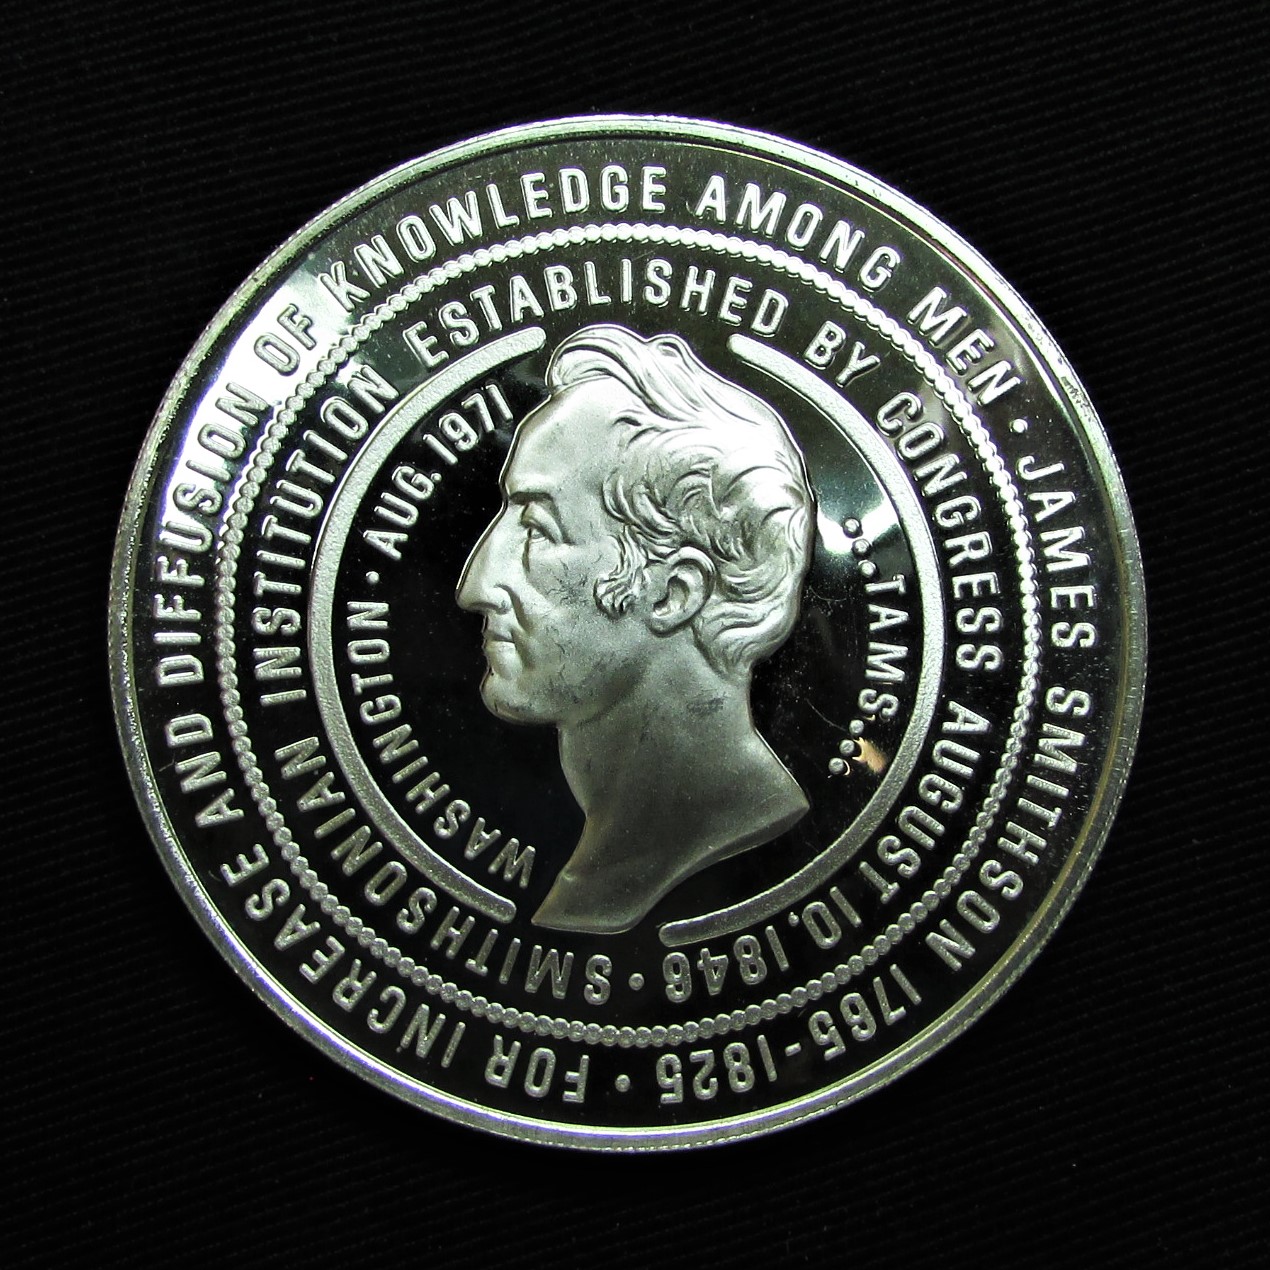 FOR INCREASE AND DIFFUSION OF KNOWLEDGE AMONG MEN · JAMES SMITHSON 1765-1825 ·
SMITHSONIAN INSTITUTION ESTABLISHED BY CONGRESS AUGUST 10, 1846 ·
WASHINGTON · AUG. 1971
...TAMS...